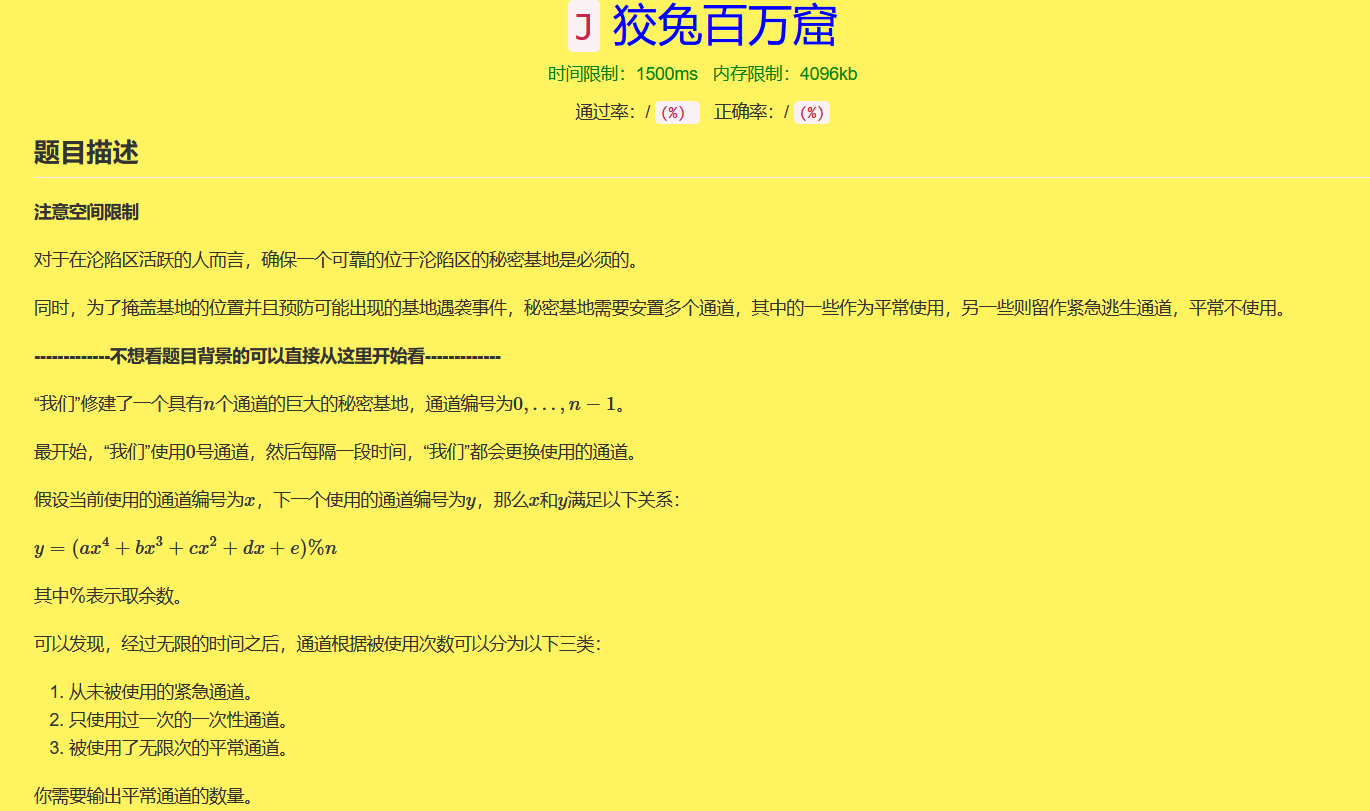 J 狡兔百万窟
时间限制：1500ms 内存限制：4096kb
通过率：/ (%) 正确率：/ (%)
题目描述
注意空间限制
对于在沦陷区活跃的人而言，确保一个可靠的位于沦陷区的秘密基地是必须的。
同时，为了掩盖基地的位置并且预防可能出现的基地遇袭事件，秘密基地需要安置多个通道，其中的一些作为平常使用，另一些则留作紧急逃生通道，平常不使用。
-------------不想看题目背景的可以直接从这里开始看-------------
“我们”修建了一个具有n个通道的巨大的秘密基地，通道编号为0, . . . , n − 1。
最开始，“我们”使用0号通道，然后每隔一段时间，“我们”都会更换使用的通道。
假设当前使用的通道编号为x，下一个使用的通道编号为y，那么x和y满足以下关系：
y = (ax⁴ + bx³ + cx² + dx + e)%n
其中%表示取余数。
可以发现，经过无限的时间之后，通道根据被使用次数可以分为以下三类：
1. 从未被使用的紧急通道。
2. 只使用过一次的一次性通道。
3. 被使用了无限次的平常通道。
你需要输出平常通道的数量。